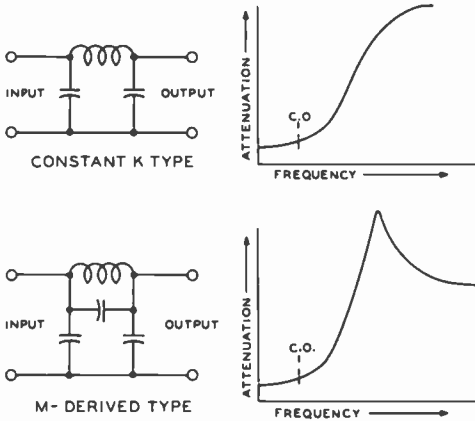 INPUT
OUTPUT
CONSTANT K TYPE
ATTENUATION
C.O
FREQUENCY
INPUT
OUTPUT
M-DERIVED TYPE
ATTENUATION
C.O.
FREQUENCY